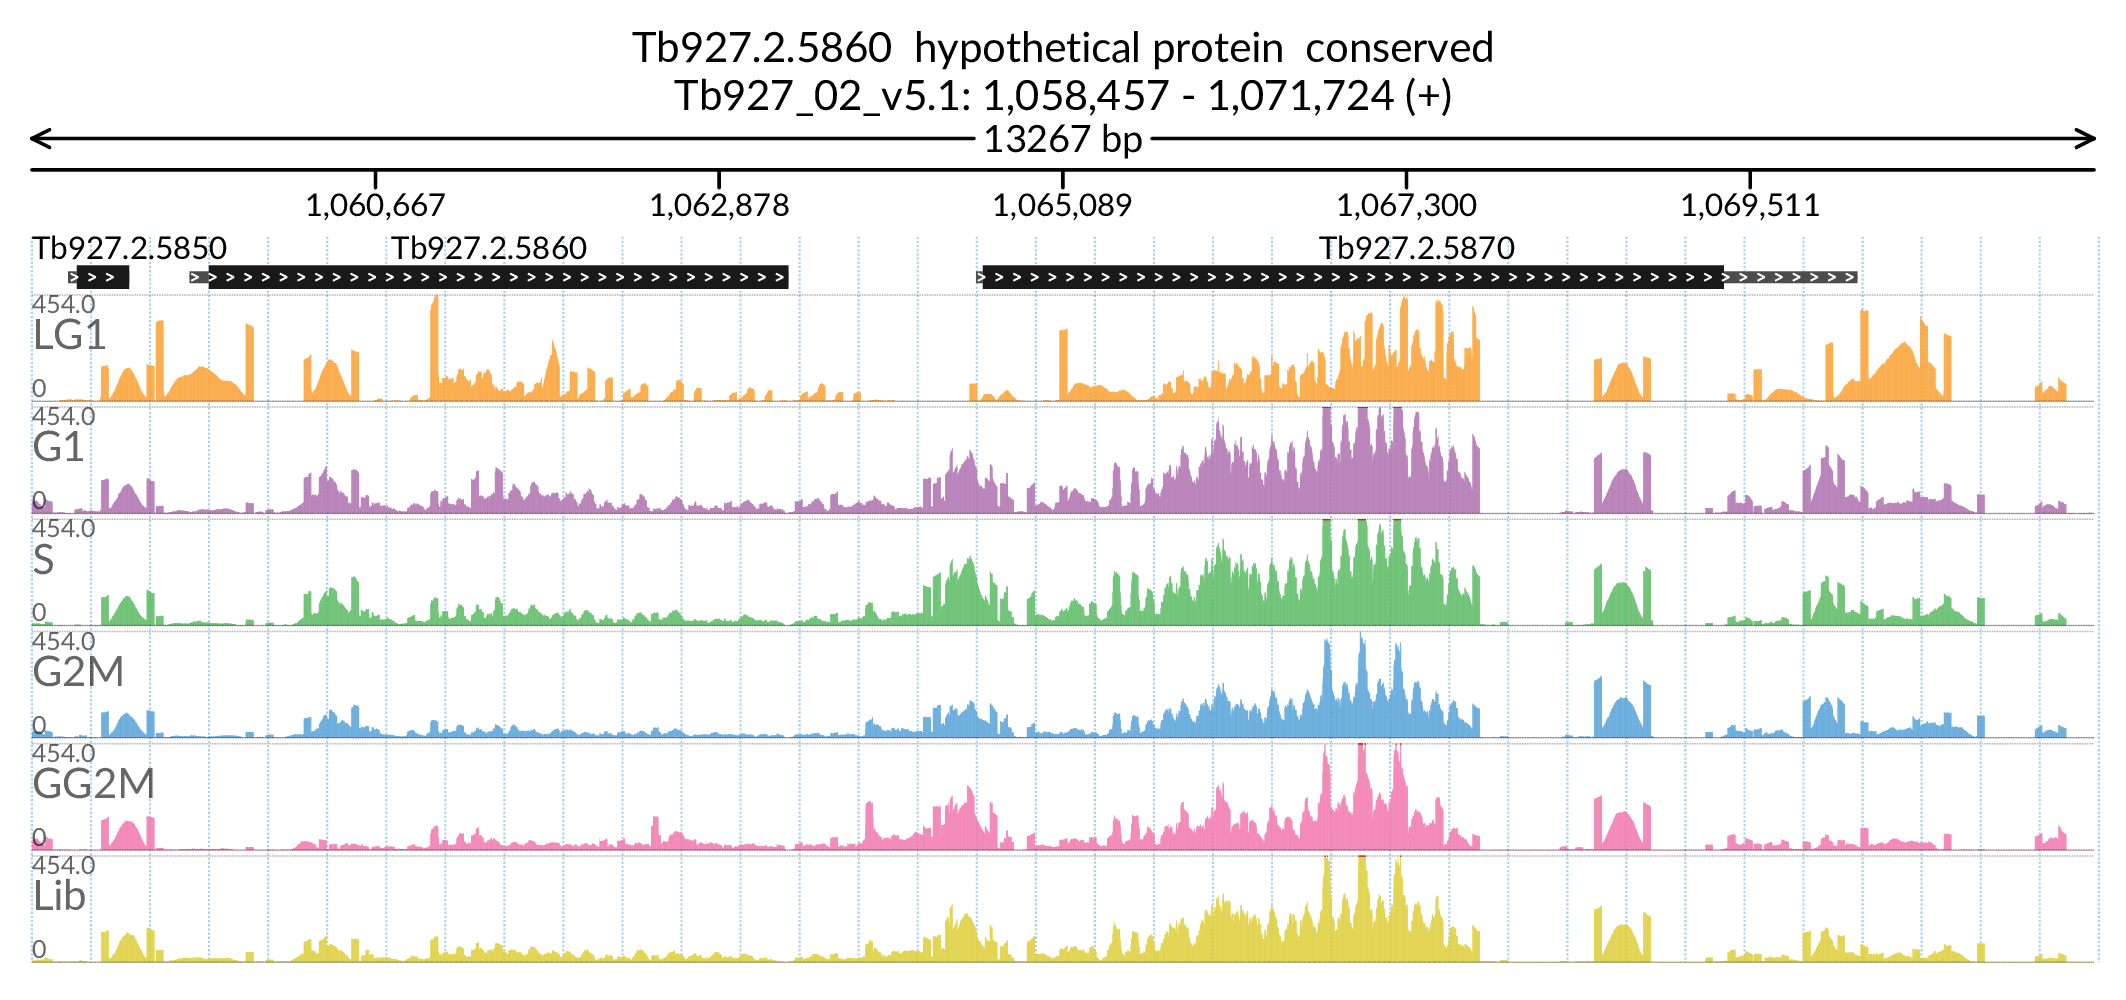 Tb927.2.5860  hypothetical protein  conserved
Tb927_02_v5.1: 1,058,457 - 1,071,724 (+)
13267 bp
1,060,667 1,062,878 1,065,089 1,067,300 1,069,511
Tb927.2.5850 Tb927.2.5860 Tb927.2.5870
454.0
LG1
0
454.0
G1
0
454.0
S
0
454.0
G2M
0
454.0
GG2M
0
454.0
Lib
0